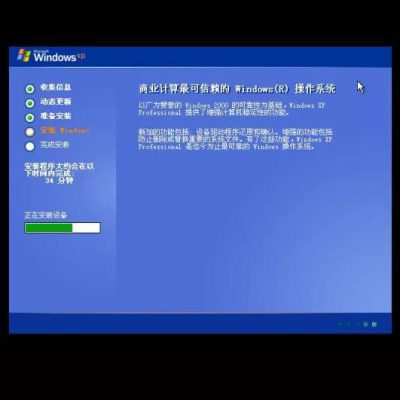 Microsoft
Windows xp
收集信息
动态更新
准备安装
安装 Windows
完成安装
安装程序大约会在以
下时间内完成:
34 分钟
正在安装设备
商业计算最可信赖的 Windows(R) 操作系统
以广为赞誉的 Windows 2000 的可靠性为基础,Windows XP
Professional 提供了增强计算机稳定性的功能。
新加的功能包括 设备驱动程序还原和确认。增强的功能包括
防止删除或替换重要的系统文件。有了这些功能,Windows XP
Professional 是迄今为止最可靠的 Windows 操作系统。